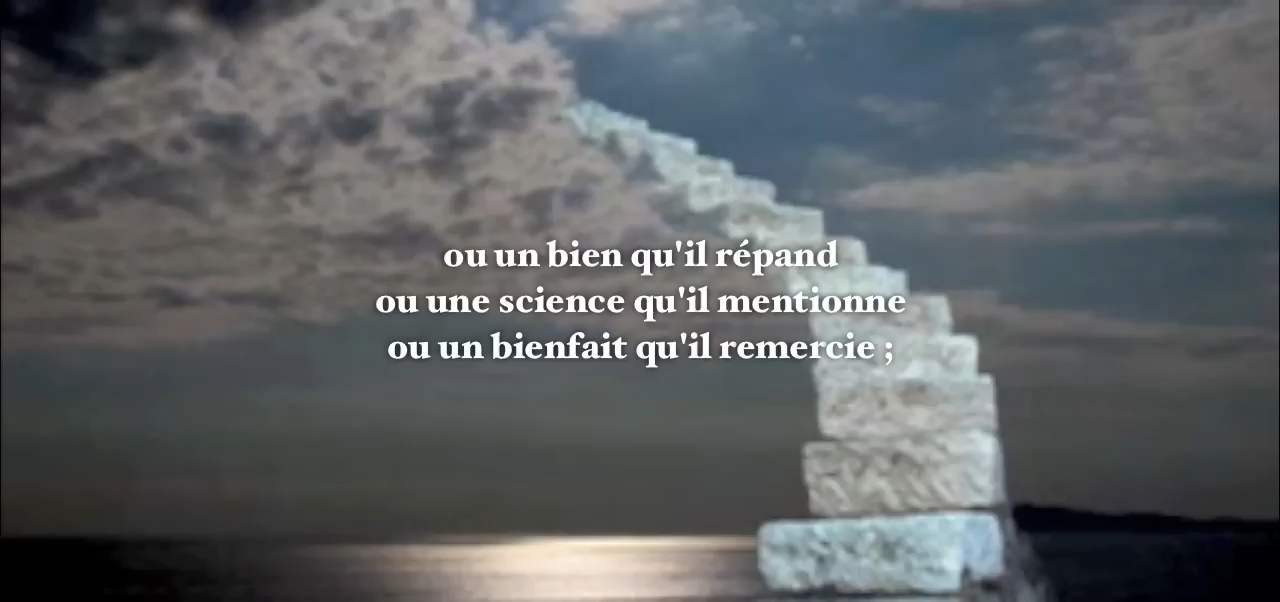 ou un bien qu'il répand
ou une science qu'il mentionne
ou un bienfait qu'il remercie ;